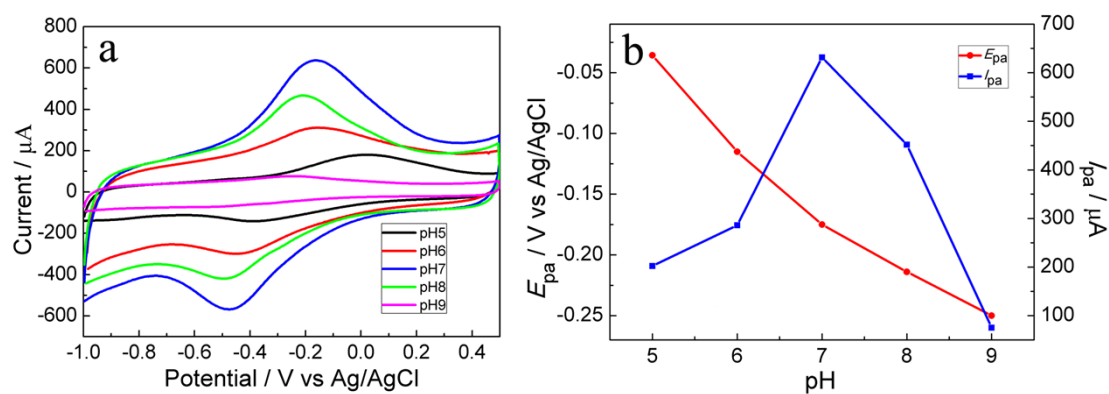 a
Current / μA
800
600
400
200
0
-200
-400
-600
-1.0 -0.8 -0.6 -0.4 -0.2 0.0 0.2 0.4
Potential / V vs Ag/AgCl
pH5
pH6
pH7
pH8
pH9
b
Epa / V vs Ag/AgCl
-0.05
-0.10
-0.15
-0.20
-0.25
5 6 7 8 9
pH
Epa
Ipa
700
600
500
400
300
200
100
Ipa / μA